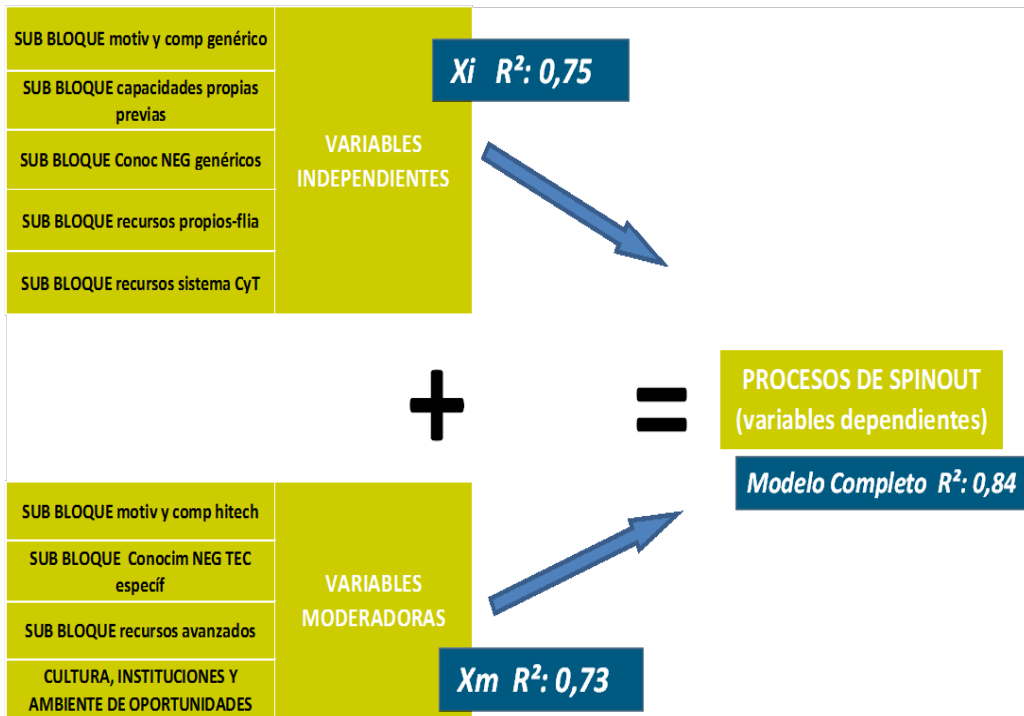 SUB BLOQUE motiv y comp genérico
SUB BLOQUE capacidades propias
previas
SUB BLOQUE Conoc NEG genéricos
SUB BLOQUE recursos propios-flia
SUB BLOQUE recursos sistema CyT
VARIABLES
INDEPENDIENTES
Xi R²: 0,75
+
=
PROCESOS DE SPINOUT
(variables dependientes)
Modelo Completo R²: 0,84
SUB BLOQUE motiv y comp hitech
SUB BLOQUE Conocim NEG TEC
específ
SUB BLOQUE recursos avanzados
CULTURA, INSTITUCIONES Y
AMBIENTE DE OPORTUNIDADES
VARIABLES
MODERADORAS
Xm R²: 0,73